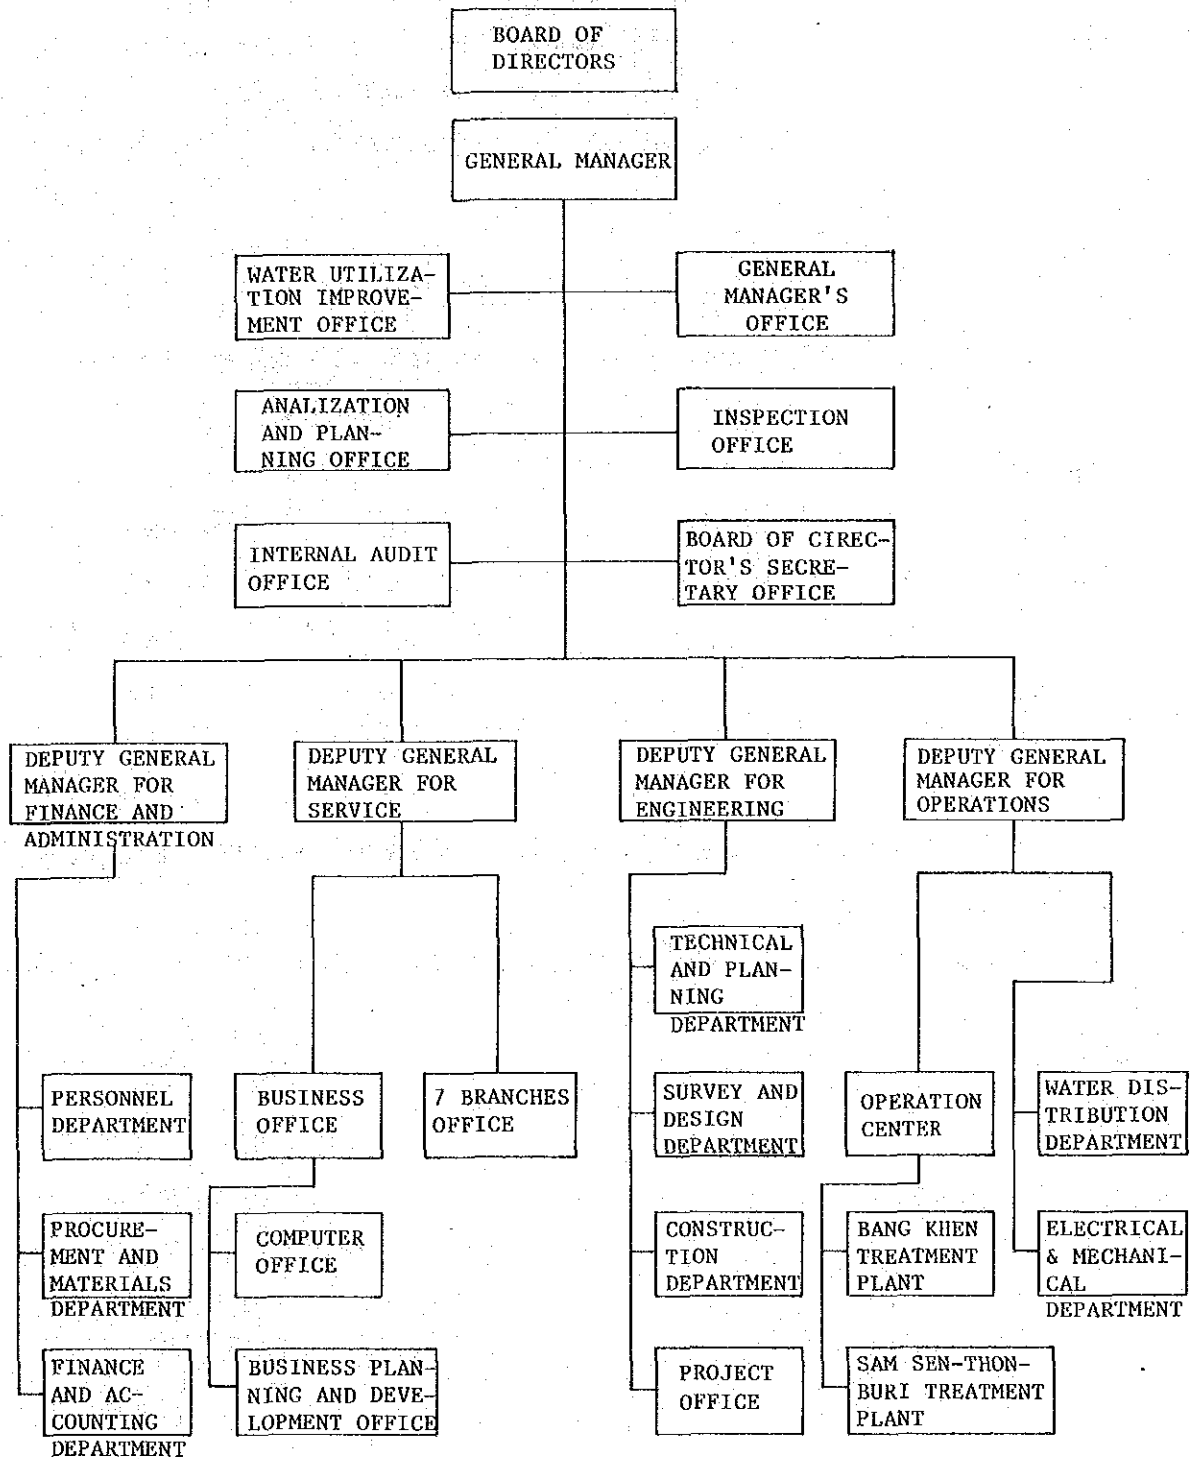 BOARD OF
DIRECTORS
GENERAL MANAGER
WATER UTILIZA-
TION IMPROVE-
MENT OFFICE
GENERAL
MANAGER'S
OFFICE
ANALIZATION
AND PLAN-
NING OFFICE
INSPECTION
OFFICE
INTERNAL AUDIT
OFFICE
BOARD OF CIREC-
TOR'S SECRE-
TARY OFFICE
DEPUTY GENERAL
MANAGER FOR
FINANCE AND
ADMINISTRATION
DEPUTY GENERAL
MANAGER FOR
SERVICE
DEPUTY GENERAL
MANAGER FOR
ENGINEERING
DEPUTY GENERAL
MANAGER FOR
OPERATIONS
TECHNICAL
AND PLAN-
NING
DEPARTMENT
PERSONNEL
DEPARTMENT
BUSINESS
OFFICE
7 BRANCHES
OFFICE
SURVEY AND
DESIGN
DEPARTMENT
OPERATION
CENTER
WATER DIS-
TRIBUTION
DEPARTMENT
PROCURE-
MENT AND
MATERIALS
DEPARTMENT
COMPUTER
OFFICE
CONSTRUC-
TION
DEPARTMENT
BANG KHEN
TREATMENT
PLANT
ELECTRICAL
& MECHANI-
CAL
DEPARTMENT
FINANCE
AND AC-
COUNTING
DEPARTMENT
BUSINESS PLAN-
NING AND DEVE-
LOPMENT OFFICE
PROJECT
OFFICE
SAM SEN-THON-
BURI TREATMENT
PLANT